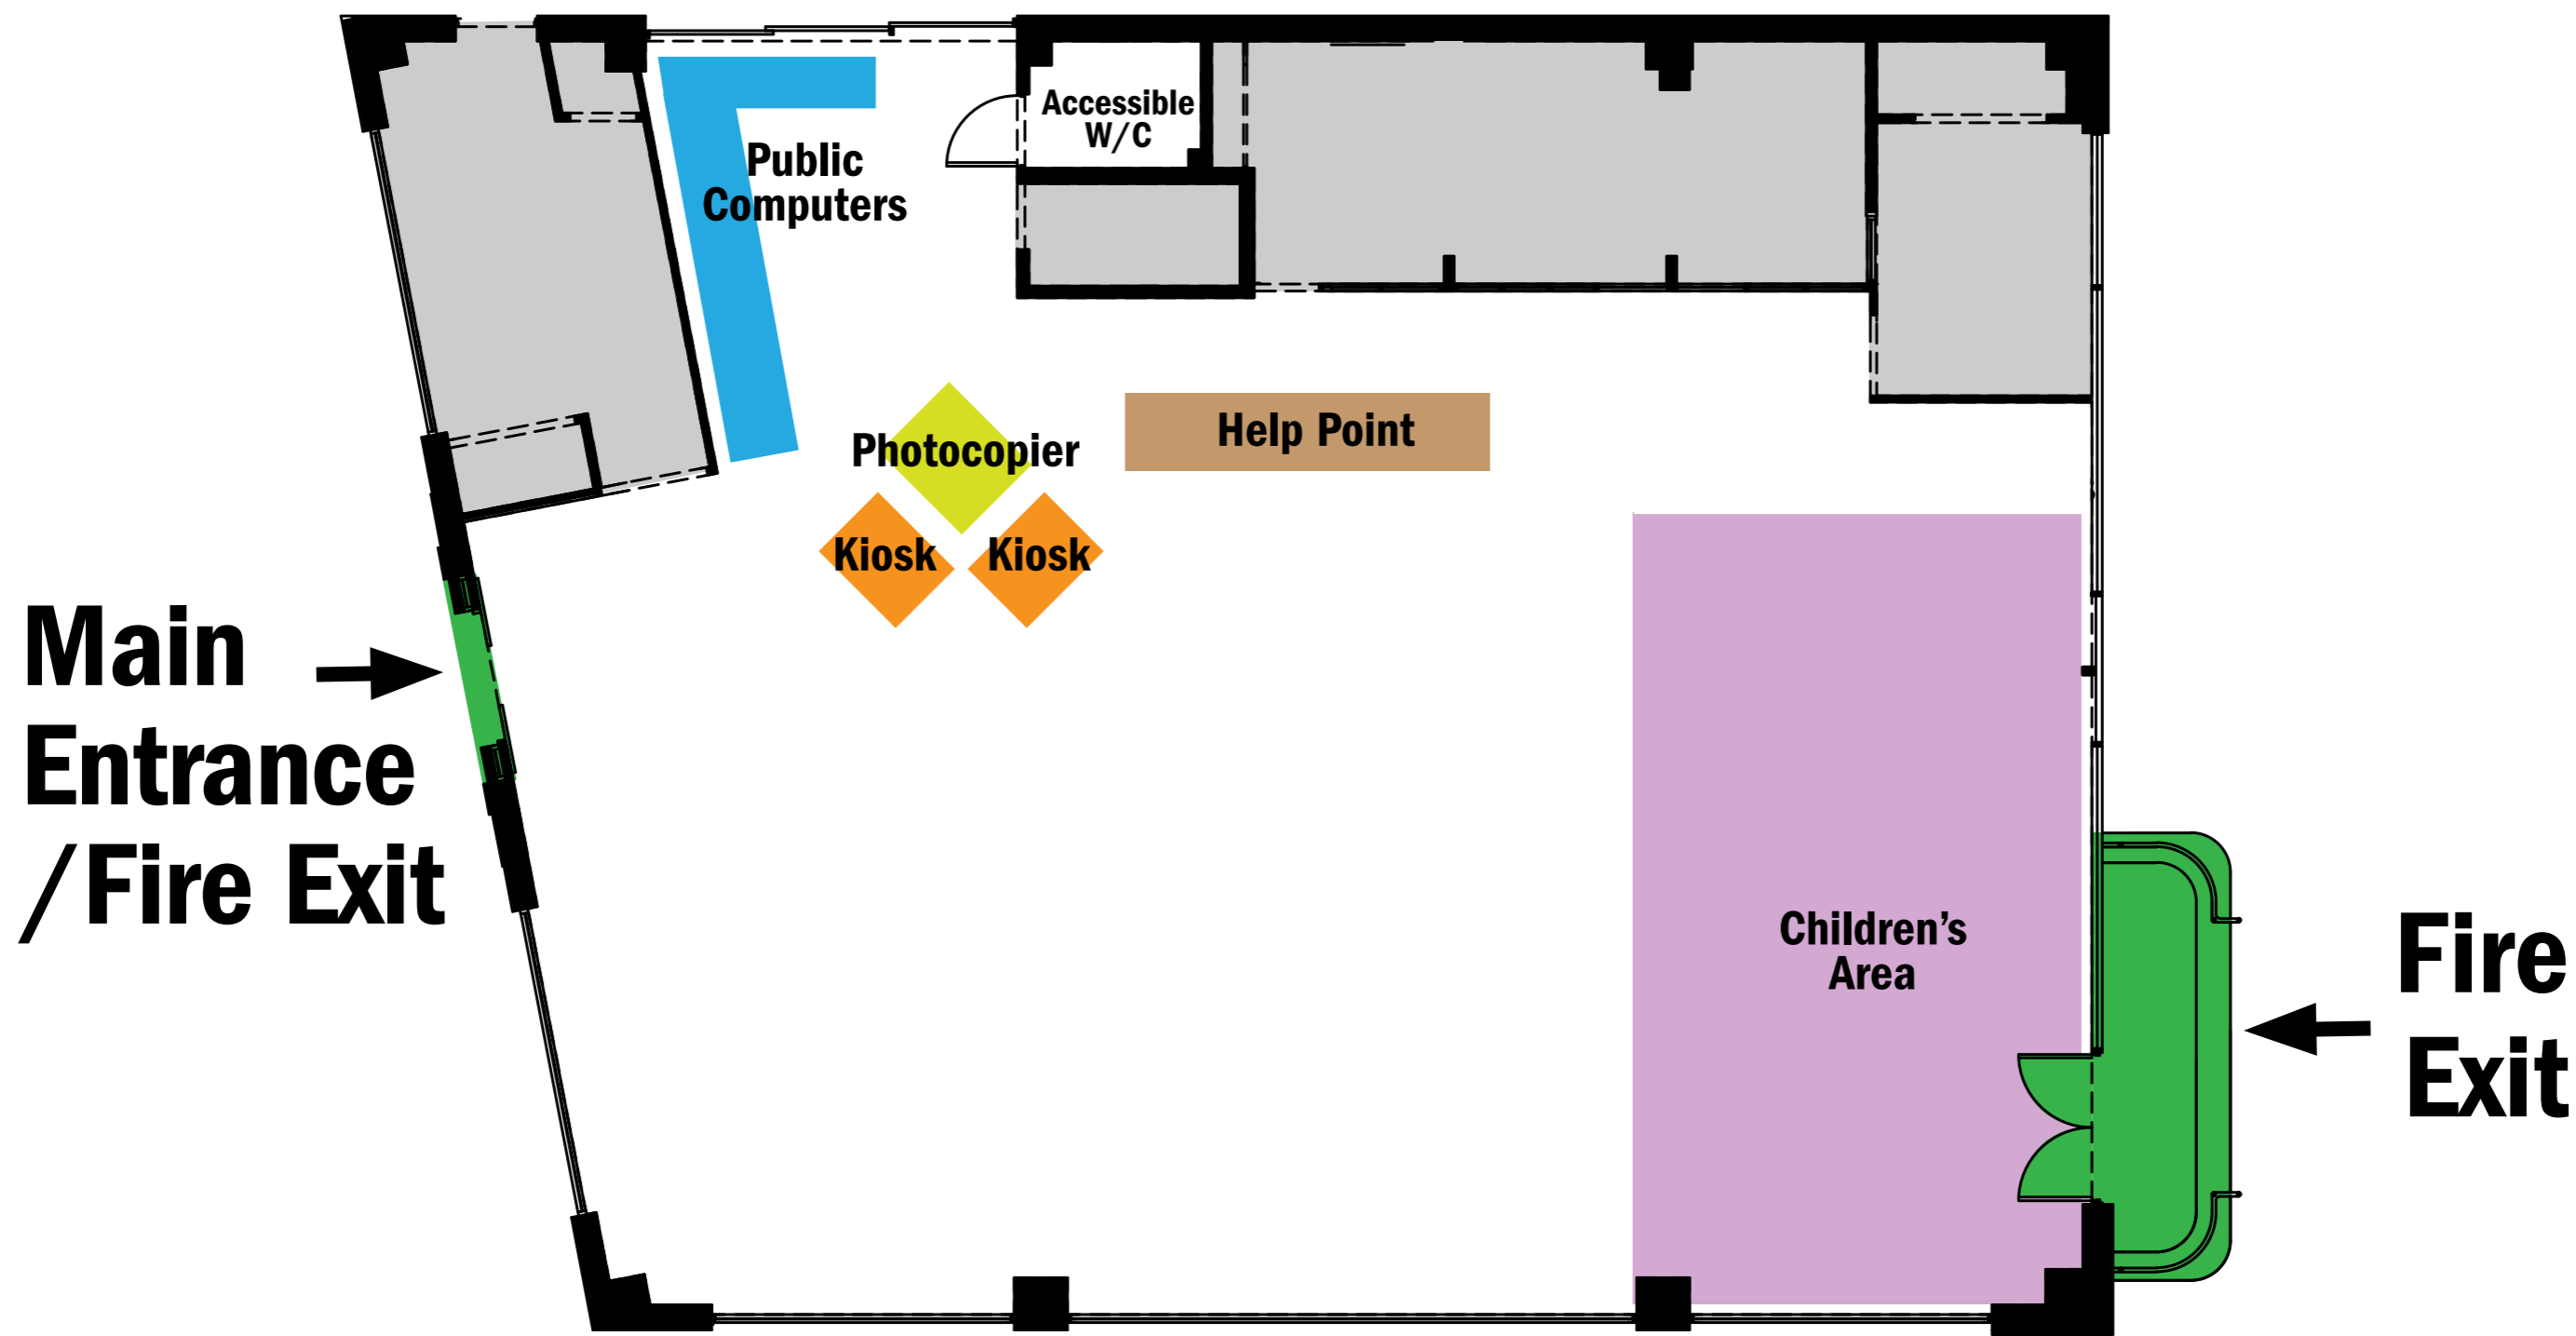 Accessible
W/C
Public
Computers
Help Point
Photocopier
Kiosk
Kiosk
Main
Entrance
/Fire Exit
Children's
Area
Fire
Exit